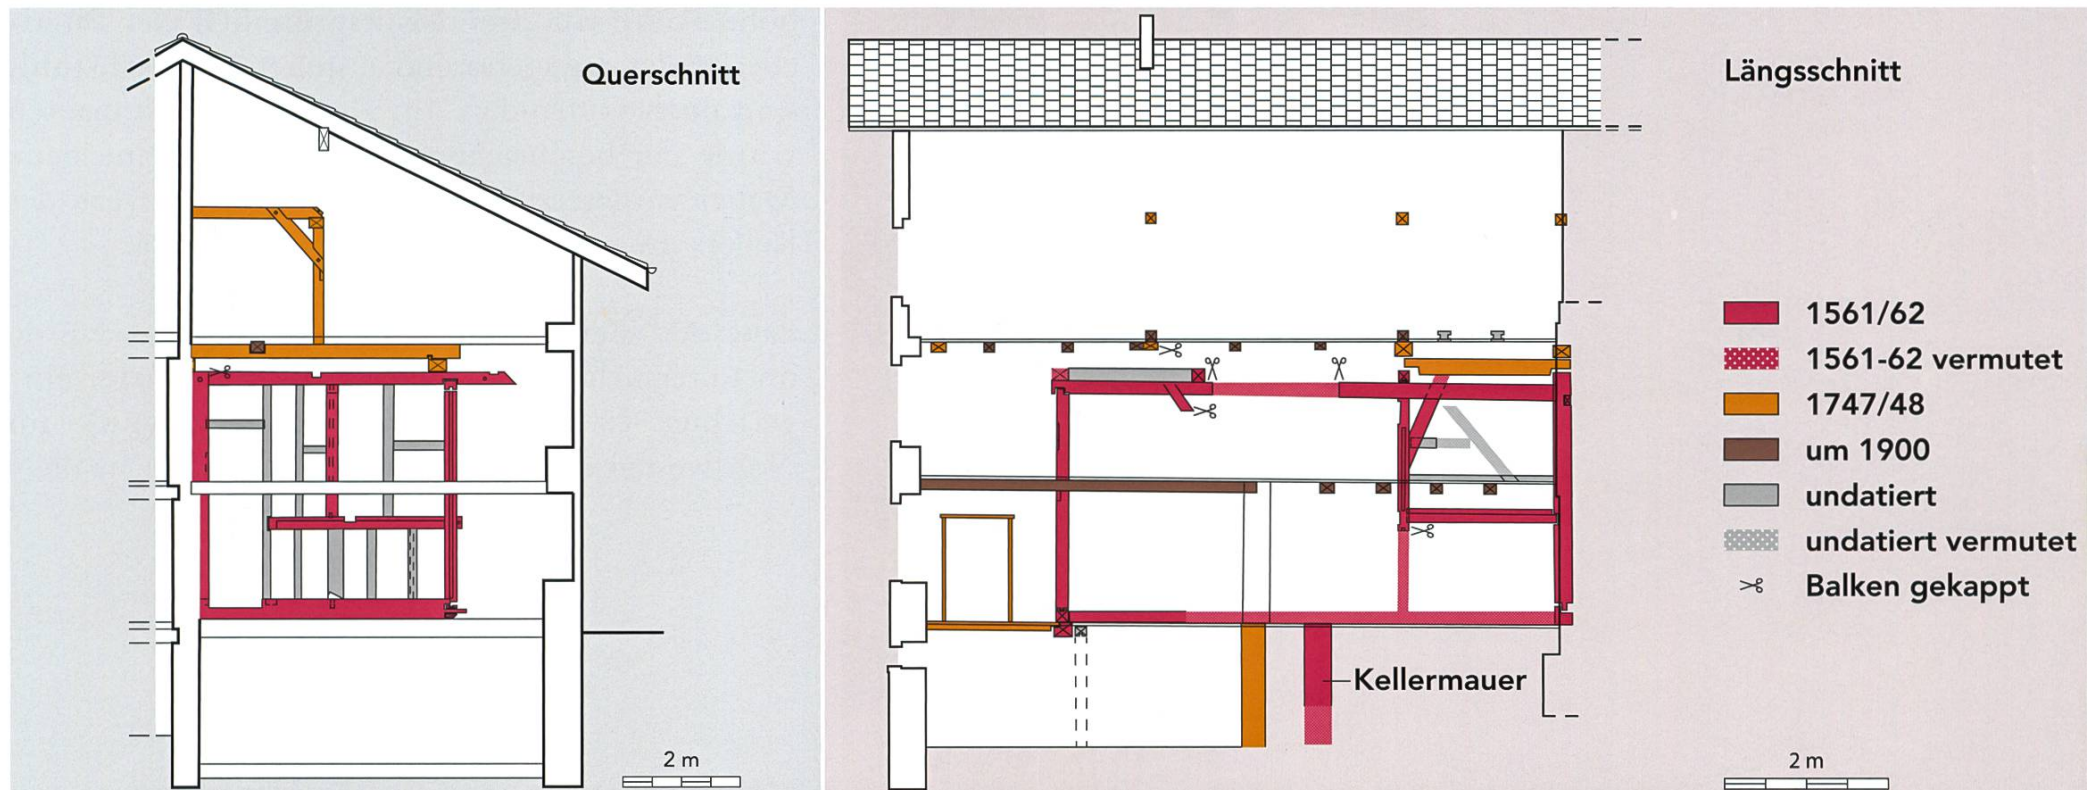 Querschnitt
2 m
Längsschnitt
1561/62
1561-62 vermutet
1747/48
um 1900
undatiert
undatiert vermutet
Balken gekappt
Kellermauer
2 m